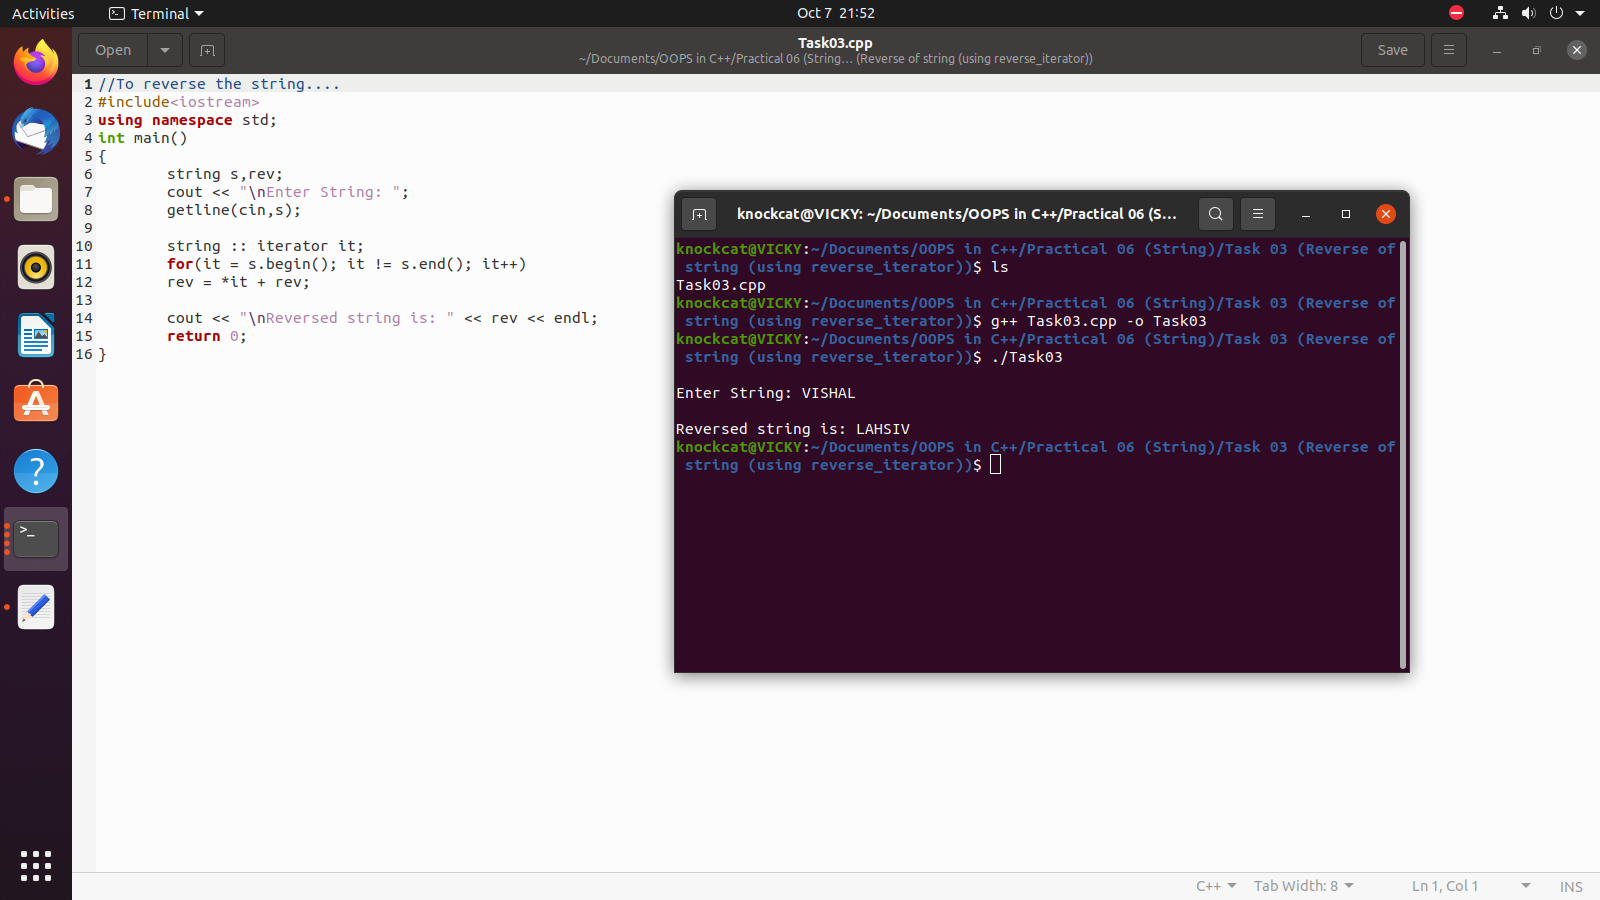 Activities Terminal Oct 7 21:52
Open Task03.cpp Save
~/Documents/OOPS in C++/Practical 06 (String... (Reverse of string (using reverse_iterator))
1 //To reverse the string....
2 #include<iostream>
3 using namespace std;
4 int main()
5 {
6         string s,rev;
7         cout << "\nEnter String: ";
8         getline(cin,s);
9
10         string :: iterator it;
11         for(it = s.begin(); it != s.end(); it++)
12         rev = *it + rev;
13
14         cout << "\nReversed string is: " << rev << endl;
15         return 0;
16 }
knockcat@VICKY: ~/Documents/OOPS in C++/Practical 06 (S...
knockcat@VICKY:~/Documents/OOPS in C++/Practical 06 (String)/Task 03 (Reverse of
 string (using reverse_iterator))$ ls
Task03.cpp
knockcat@VICKY:~/Documents/OOPS in C++/Practical 06 (String)/Task 03 (Reverse of
 string (using reverse_iterator))$ g++ Task03.cpp -o Task03
knockcat@VICKY:~/Documents/OOPS in C++/Practical 06 (String)/Task 03 (Reverse of
 string (using reverse_iterator))$ ./Task03

Enter String: VISHAL

Reversed string is: LAHSIV
knockcat@VICKY:~/Documents/OOPS in C++/Practical 06 (String)/Task 03 (Reverse of
 string (using reverse_iterator))$
C++ Tab Width: 8 Ln 1, Col 1 INS